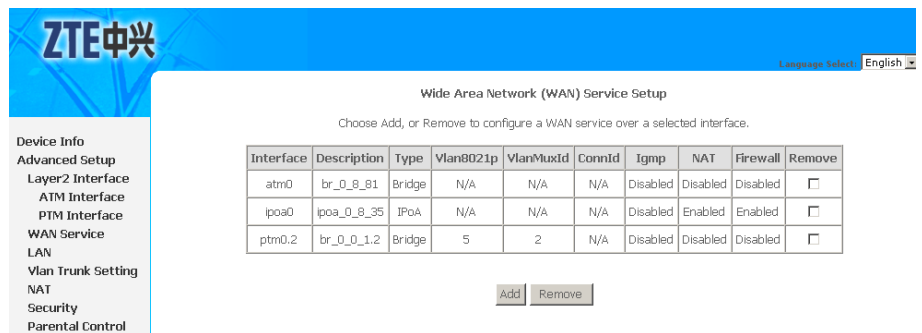 ZTE中兴
Language Select: English
Wide Area Network (WAN) Service Setup
Choose Add, or Remove to configure a WAN service over a selected interface.
Device Info
Advanced Setup
Layer2 Interface
ATM Interface
PTM Interface
WAN Service
LAN
Vlan Trunk Setting
NAT
Security
Parental Control
Interface Description Type Vlan8021p VlanMuxId ConnId Igmp NAT Firewall Remove
atm0 br_0_8_81 Bridge N/A N/A N/A Disabled Disabled Disabled
ipoa0 ipoa_0_8_35 IPoA N/A N/A N/A Disabled Enabled Enabled
ptm0.2 br_0_0_1.2 Bridge 5 2 N/A Disabled Disabled Disabled
Add Remove